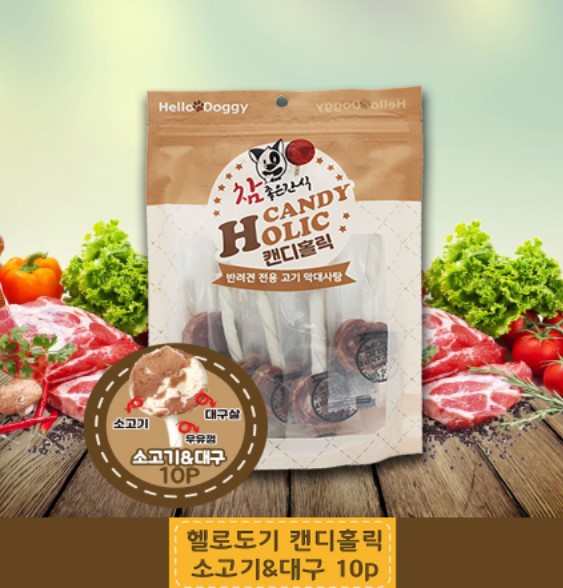 Hello Doggy
Hello Doggy
참
좋은간식
CANDY
HOLIC
캔디홀릭
반려견 전용 고기 막대사탕
소고기
대구살
우유껌
소고기&대구
10P
헬로도기 캔디홀릭
소고기&대구 10p